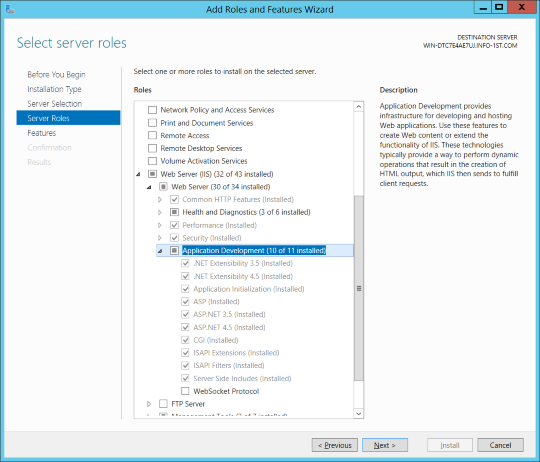 Add Roles and Features Wizard
Select server roles
DESTINATION SERVER
WIN-DTC7E4AE7UJ.INFO-1ST.COM
Before You Begin
Installation Type
Server Selection
Server Roles
Features
Confirmation
Results
Select one or more roles to install on the selected server.
Roles
Network Policy and Access Services
Print and Document Services
Remote Access
Remote Desktop Services
Volume Activation Services
Web Server (IIS) (32 of 43 installed)
Web Server (30 of 34 installed)
Common HTTP Features (Installed)
Health and Diagnostics (3 of 6 installed)
Performance (Installed)
Security (Installed)
Application Development (10 of 11 installed)
.NET Extensibility 3.5 (Installed)
.NET Extensibility 4.5 (Installed)
Application Initialization (Installed)
ASP (Installed)
ASP.NET 3.5 (Installed)
ASP.NET 4.5 (Installed)
CGI (Installed)
ISAPI Extensions (Installed)
ISAPI Filters (Installed)
Server Side Includes (Installed)
WebSocket Protocol
FTP Server
Description
Application Development provides
infrastructure for developing and hosting
Web applications. Use these features to
create Web content or extend the
functionality of IIS. These technologies
typically provide a way to perform dynamic
operations that result in the creation of
HTML output, which IIS then sends to fulfill
client requests.
< Previous
Next >
Install
Cancel